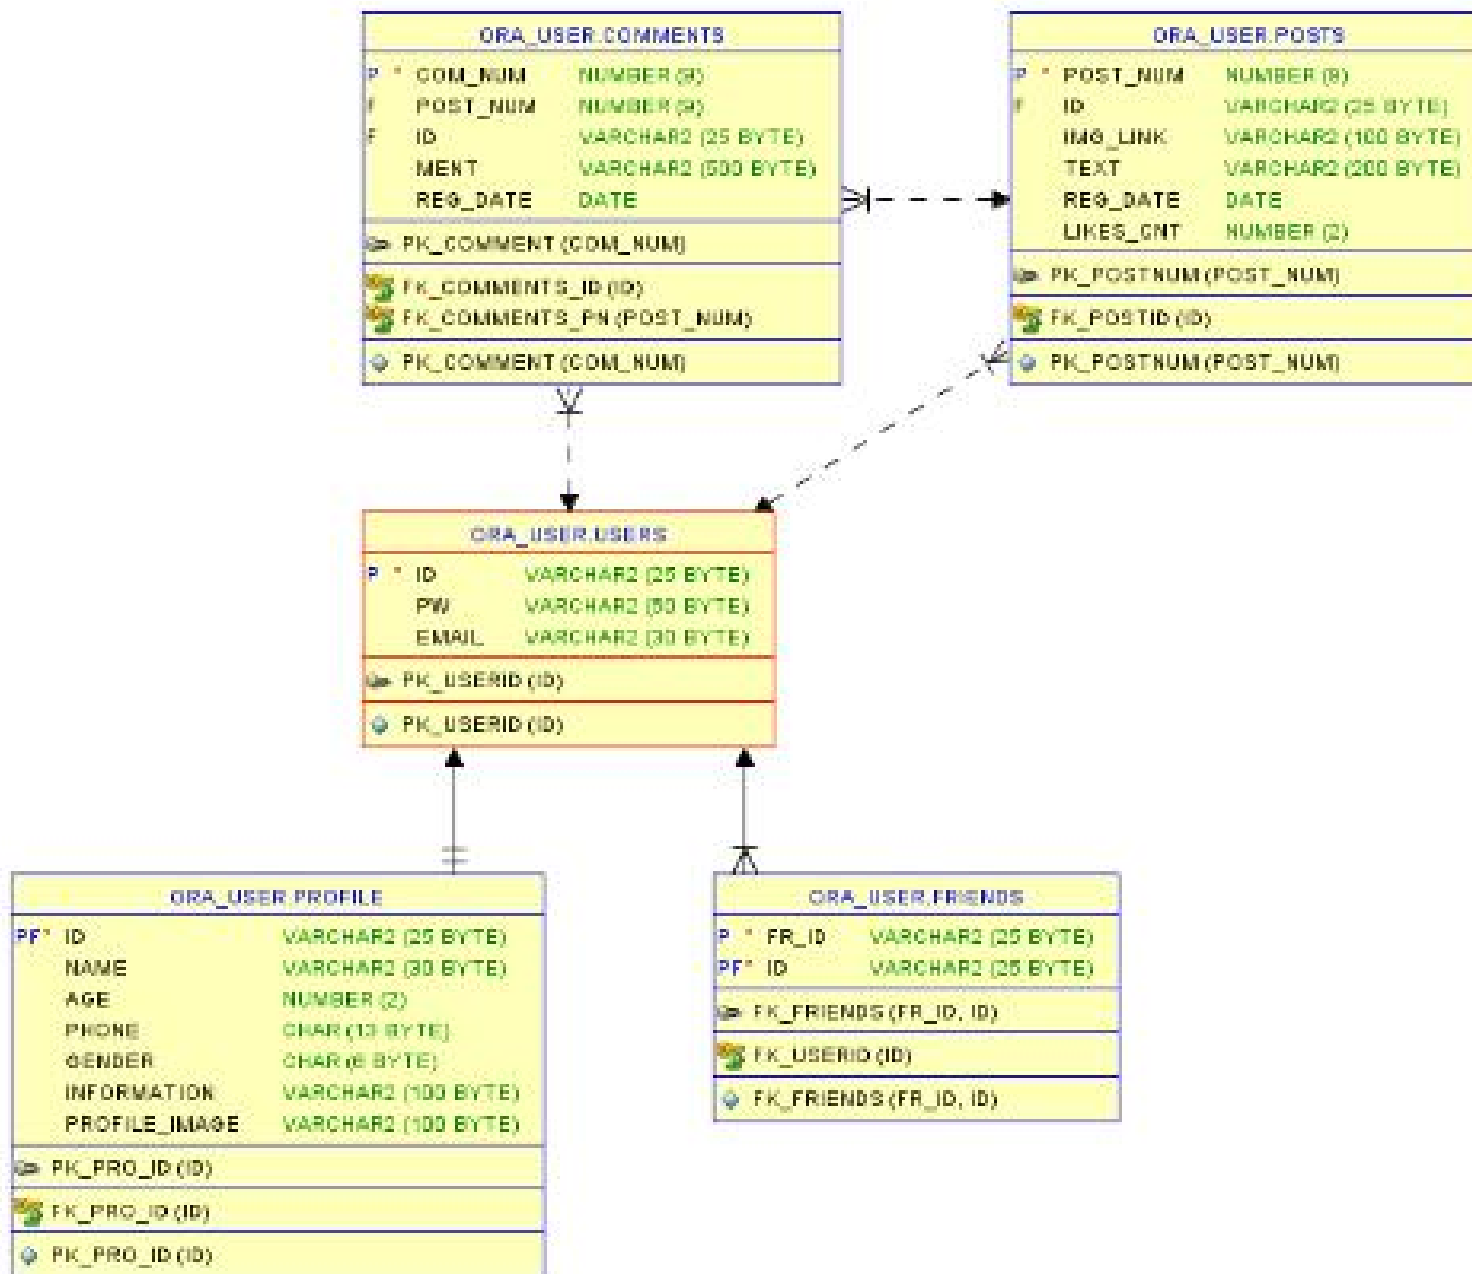 ORA_USER.COMMENTS
P * COM_NUM NUMBER (9)
F POST_NUM NUMBER (9)
F ID VARCHAR2 (25 BYTE)
MENT VARCHAR2 (500 BYTE)
REG_DATE DATE
PK_COMMENT (COM_NUM)
FK_COMMENTS_ID (ID)
FK_COMMENTS_PN (POST_NUM)
PK_COMMENT (COM_NUM)
ORA_USER.POSTS
P * POST_NUM NUMBER (9)
F ID VARCHAR2 (25 BYTE)
IMG_LINK VARCHAR2 (100 BYTE)
TEXT VARCHAR2 (200 BYTE)
REG_DATE DATE
LIKES_CNT NUMBER (2)
PK_POSTNUM (POST_NUM)
FK_POSTID (ID)
PK_POSTNUM (POST_NUM)
ORA_USER.USERS
P * ID VARCHAR2 (25 BYTE)
PW VARCHAR2 (50 BYTE)
EMAIL VARCHAR2 (30 BYTE)
PK_USERID (ID)
PK_USERID (ID)
ORA_USER.PROFILE
PF* ID VARCHAR2 (25 BYTE)
NAME VARCHAR2 (30 BYTE)
AGE NUMBER (2)
PHONE CHAR (13 BYTE)
GENDER CHAR (6 BYTE)
INFORMATION VARCHAR2 (100 BYTE)
PROFILE_IMAGE VARCHAR2 (100 BYTE)
PK_PRO_ID (ID)
FK_PRO_ID (ID)
PK_PRO_ID (ID)
ORA_USER.FRIENDS
P * FR_ID VARCHAR2 (25 BYTE)
PF* ID VARCHAR2 (25 BYTE)
FK_FRIENDS (FR_ID, ID)
FK_USERID (ID)
FK_FRIENDS (FR_ID, ID)